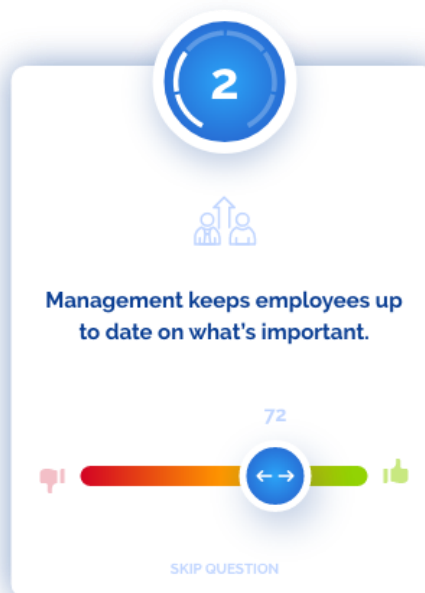 2
Management keeps employees up
to date on what's important.
72
SKIP QUESTION